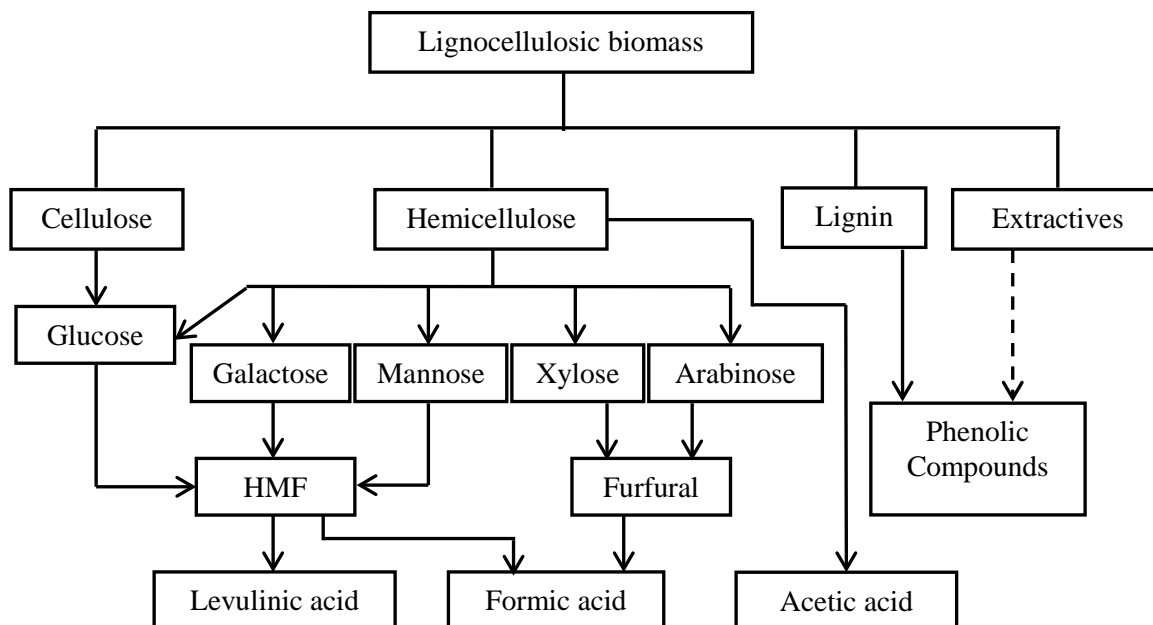 Lignocellulosic biomass
Cellulose
Hemicellulose
Lignin
Extractives
Glucose
Galactose
Mannose
Xylose
Arabinose
Phenolic
Compounds
HMF
Furfural
Levulinic acid
Formic acid
Acetic acid